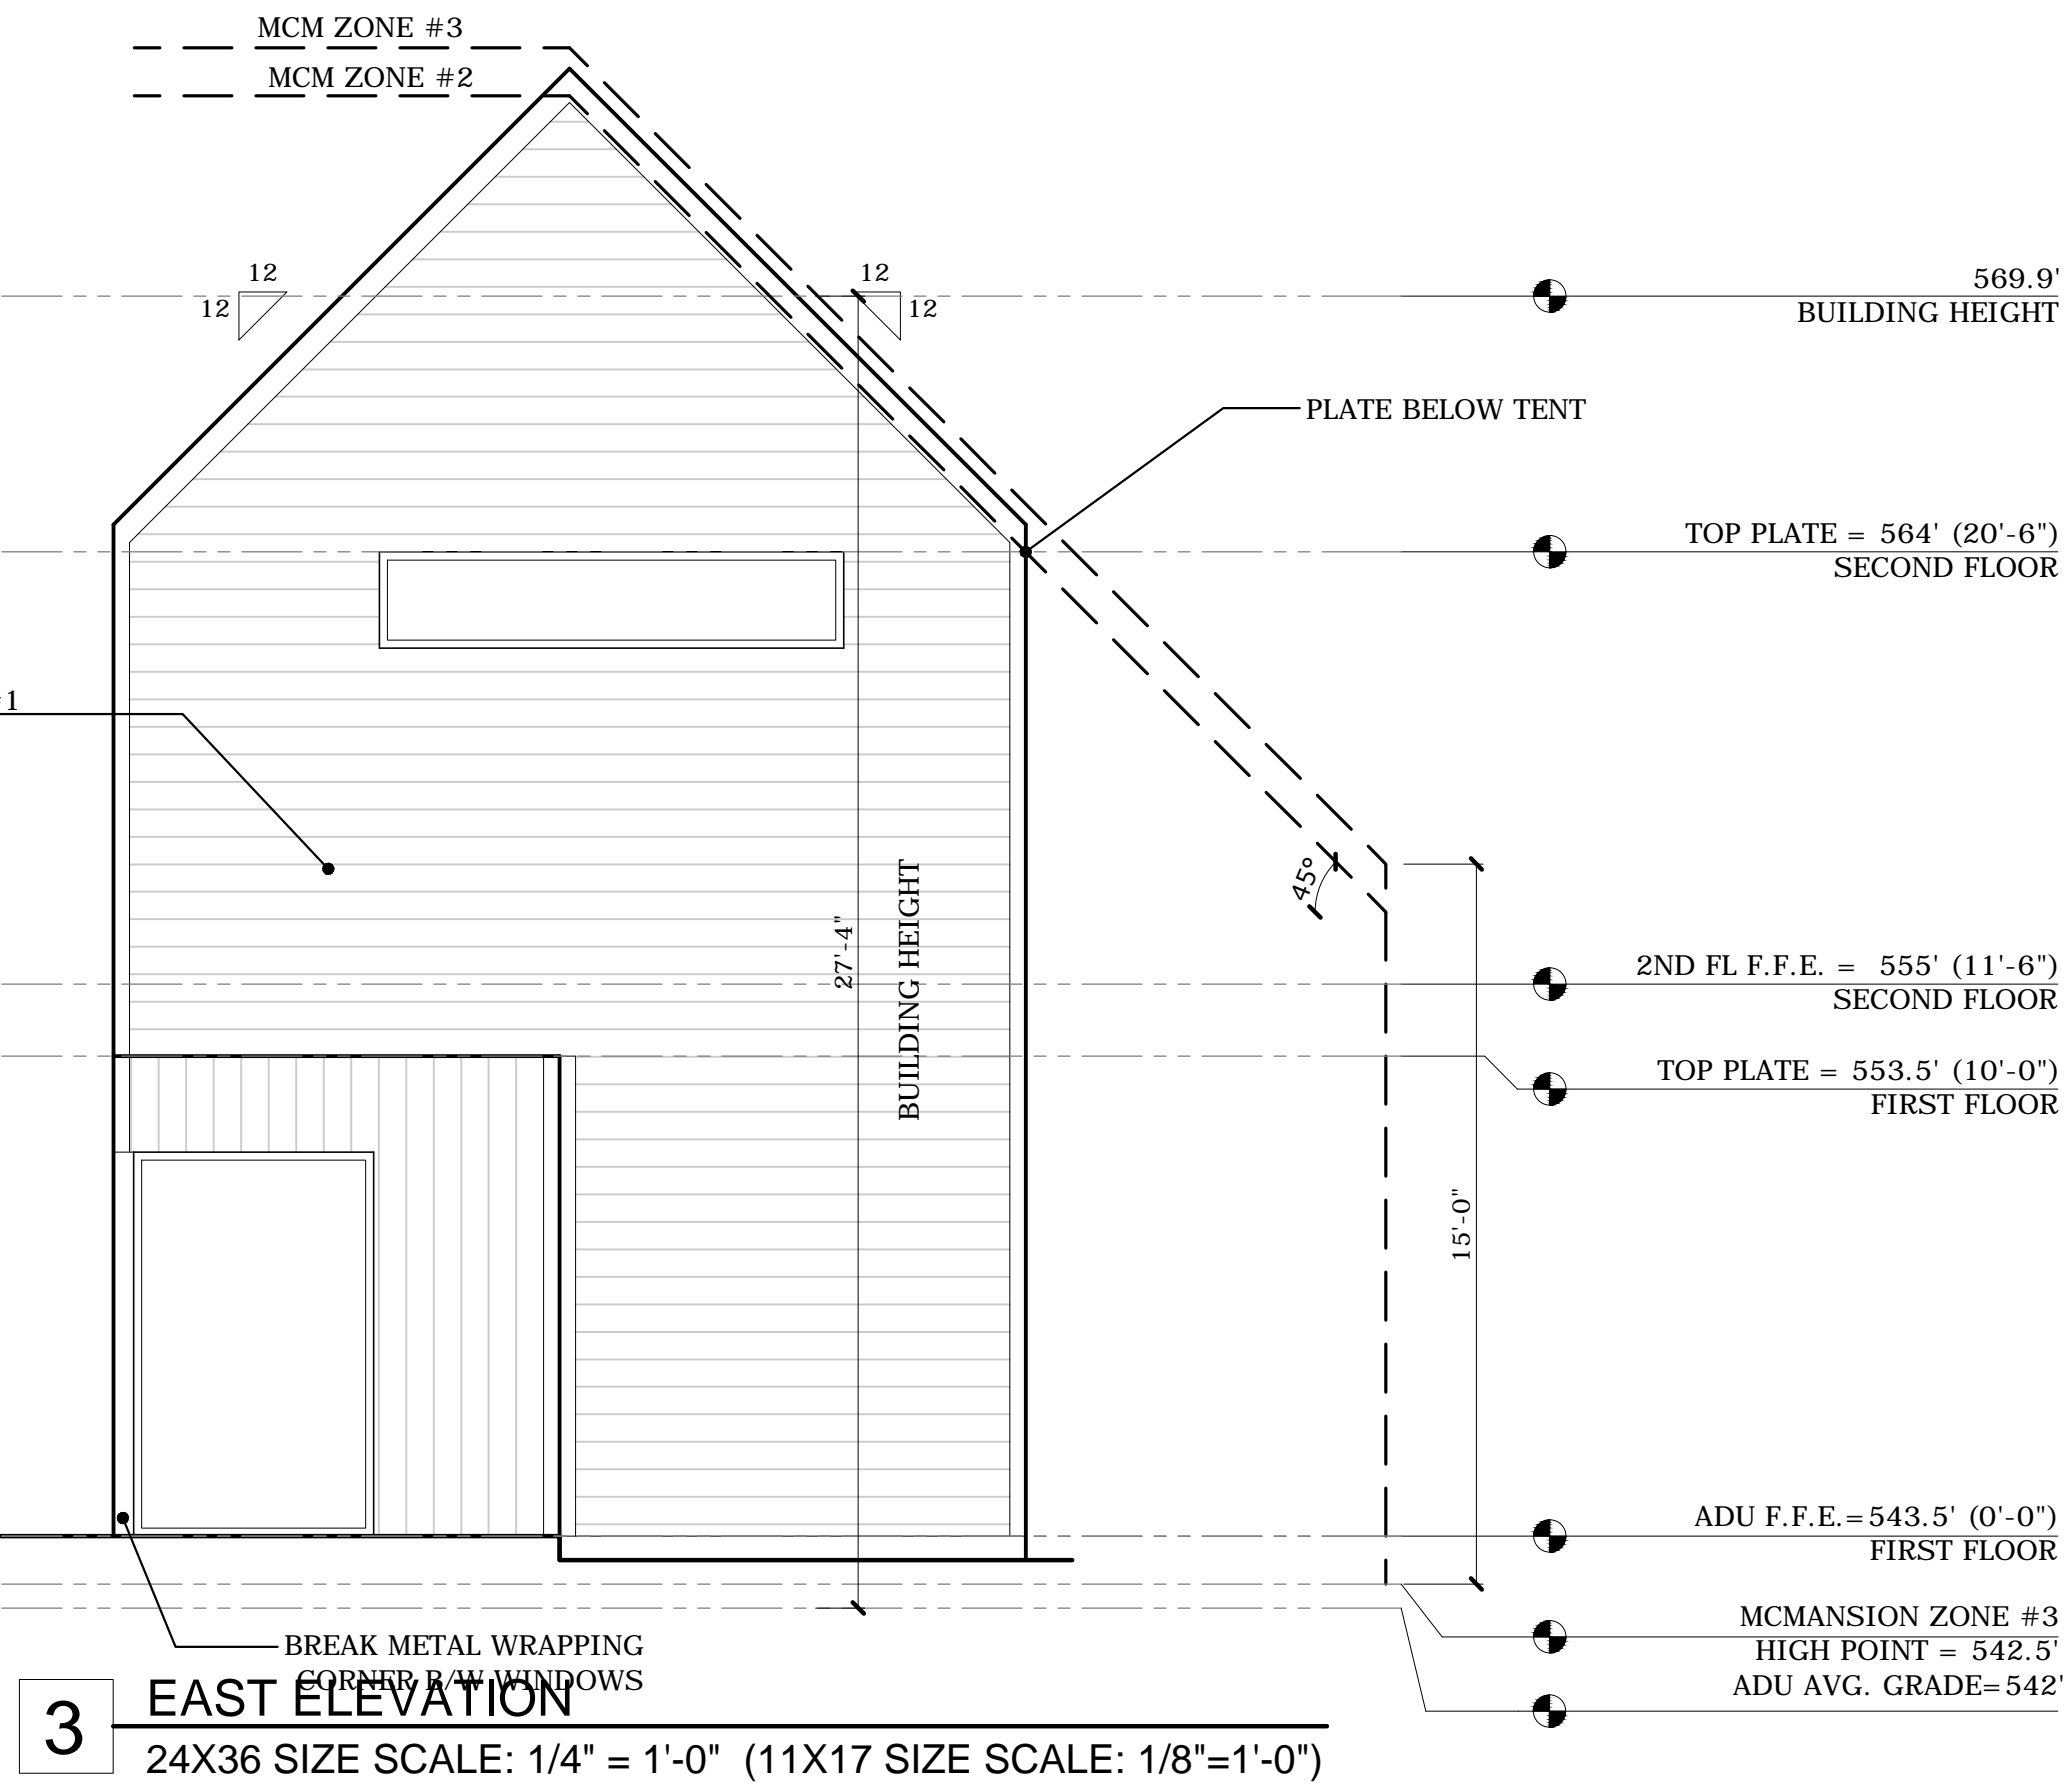 MCM ZONE #3
MCM ZONE #2
12
12
12
12
569.9'
BUILDING HEIGHT
PLATE BELOW TENT
TOP PLATE = 564' (20'-6")
SECOND FLOOR
#1
45°
27'-4"
BUILDING HEIGHT
2ND FL F.F.E. = 555' (11'-6")
SECOND FLOOR
TOP PLATE = 553.5' (10'-0")
FIRST FLOOR
15'-0"
ADU F.F.E.=543.5' (0'-0")
FIRST FLOOR
MCMANSION ZONE #3
HIGH POINT = 542.5'
ADU AVG. GRADE=542'
BREAK METAL WRAPPING
CORNER B/W WINDOWS
3
EAST ELEVATION
24X36 SIZE SCALE: 1/4" = 1'-0" (11X17 SIZE SCALE: 1/8"=1'-0")